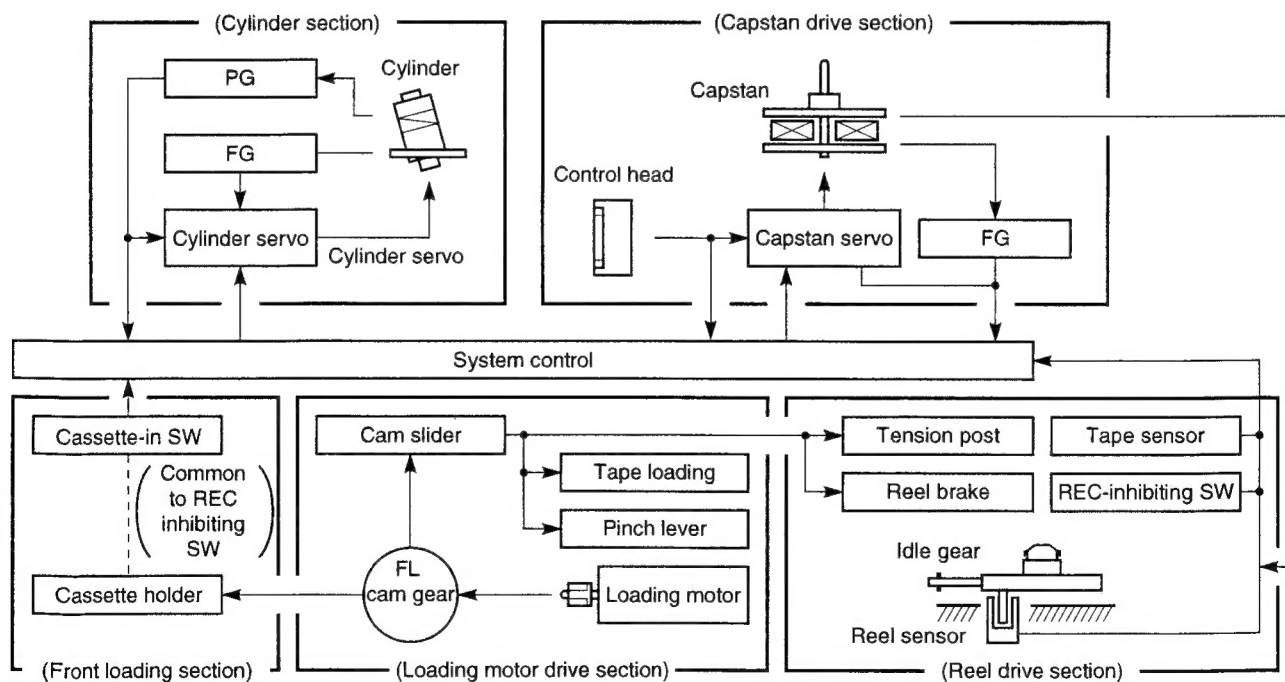 (Cylinder section)
PG
Cylinder
FG
Cylinder servo
Cylinder servo
(Capstan drive section)
Capstan
Control head
Capstan servo
FG
System control
Cassette-in SW
(Common
to REC
inhibiting
SW)
Cassette holder
(Front loading section)
Cam slider
Tape loading
Pinch lever
FL
cam gear
Loading motor
(Loading motor drive section)
Tension post
Tape sensor
Reel brake
REC-inhibiting SW
Idle gear
Reel sensor
(Reel drive section)